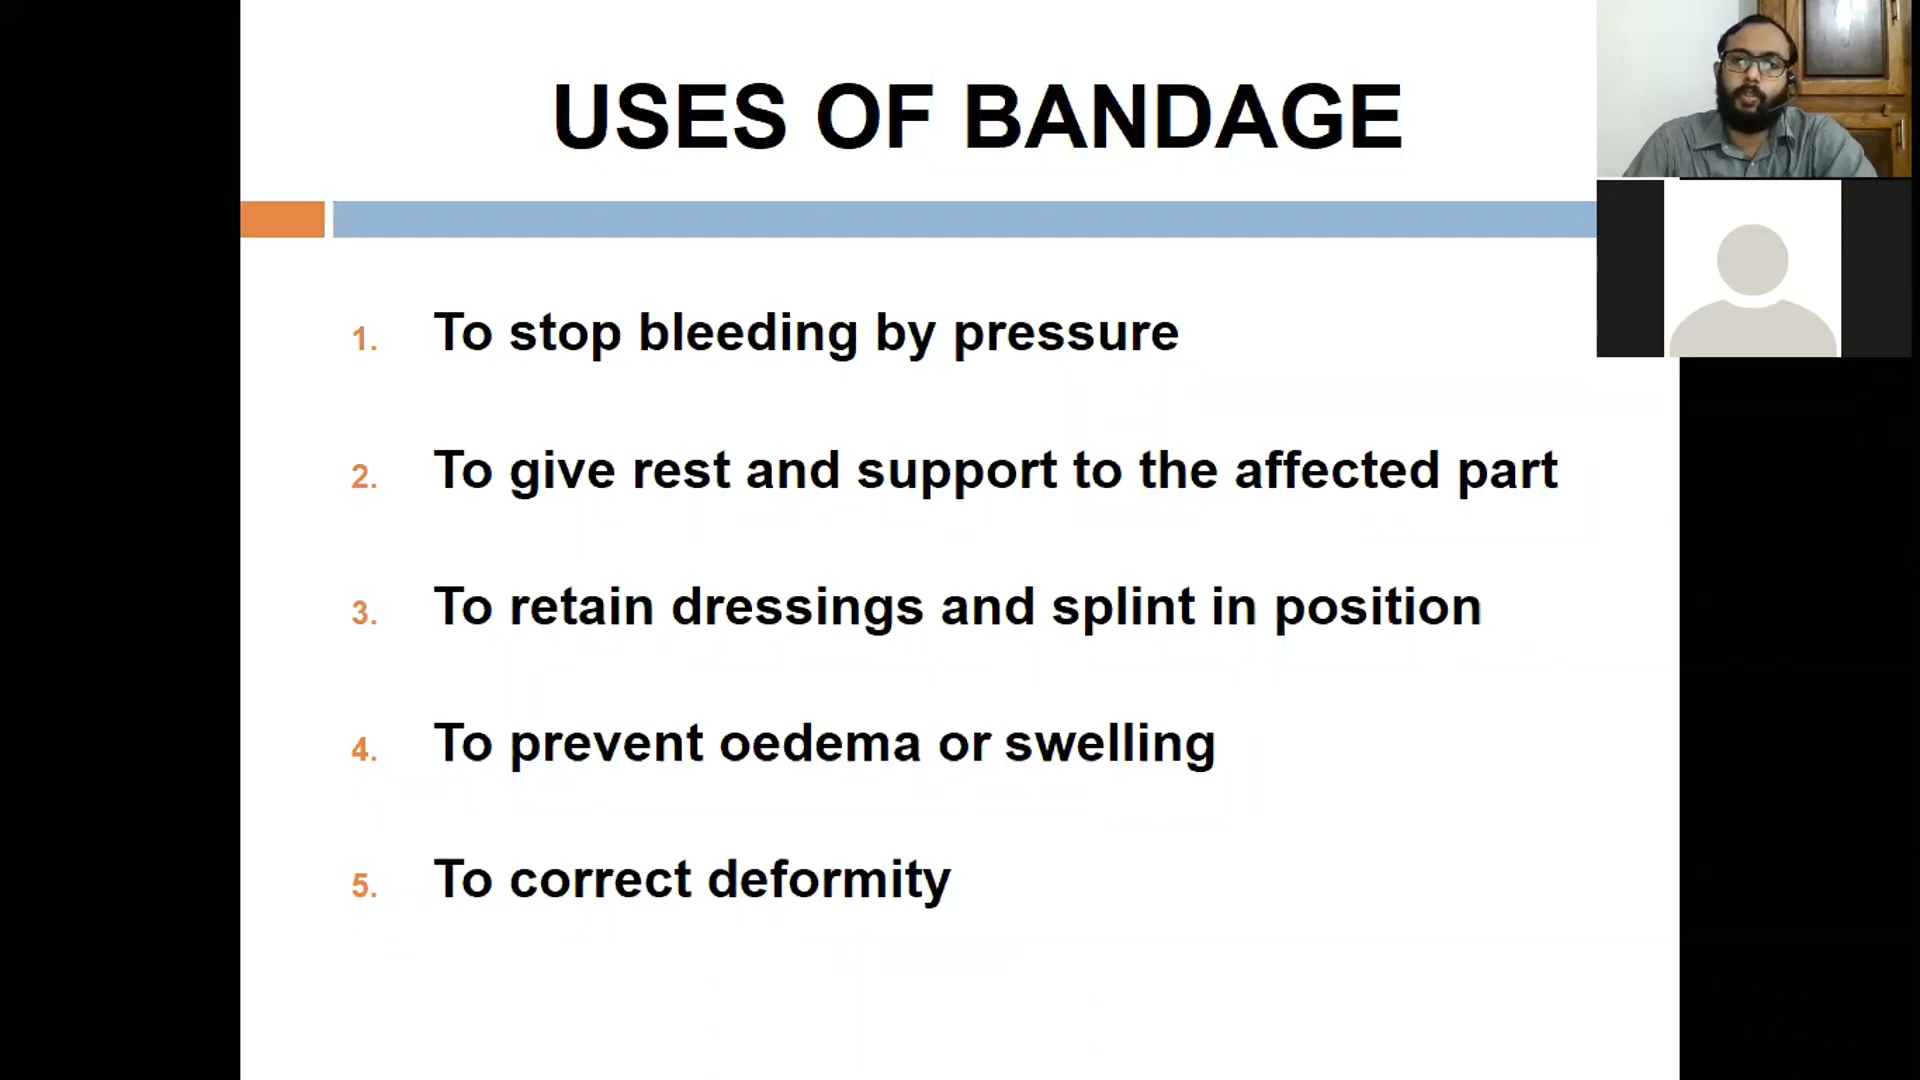 USES OF BANDAGE
1. To stop bleeding by pressure
2. To give rest and support to the affected part
3. To retain dressings and splint in position
4. To prevent oedema or swelling
5. To correct deformity